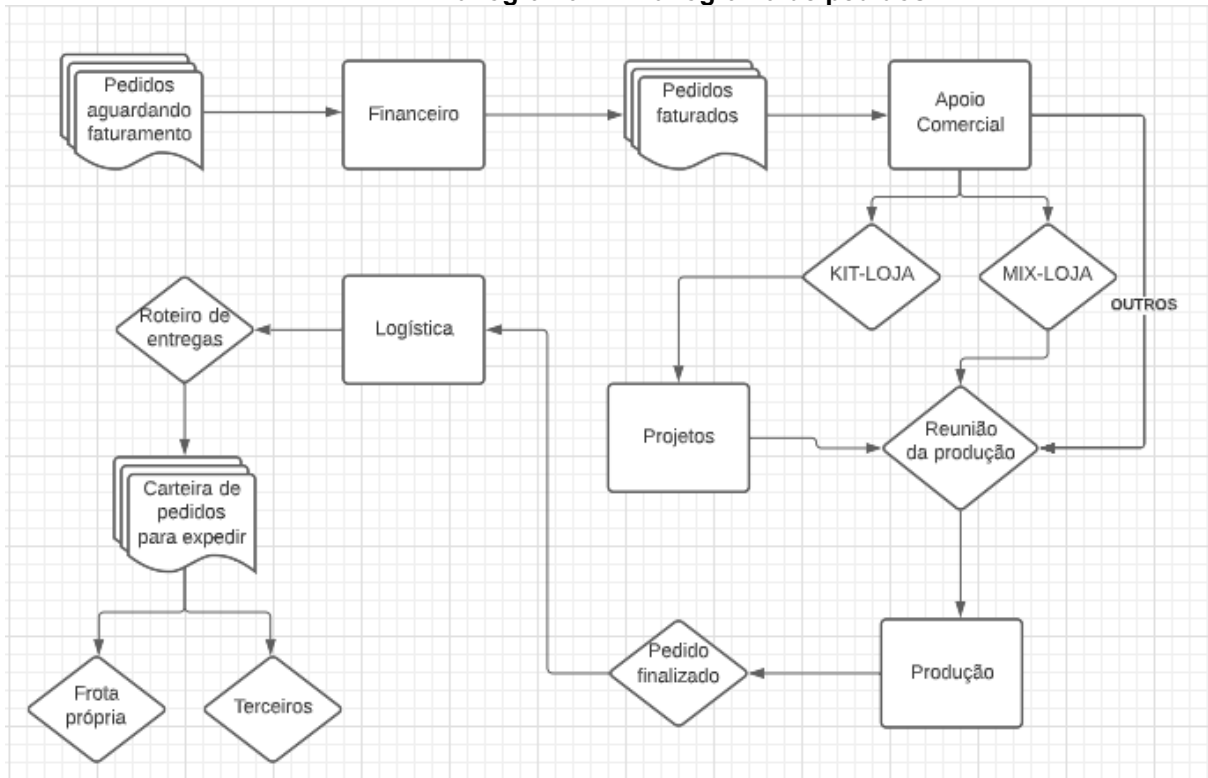 Pedidos
aguardando
faturamento
Financeiro
Pedidos
faturados
Apoio
Comercial
KIT-LOJA
MIX-LOJA
OUTROS
Roteiro de
entregas
Logística
Projetos
Reunião
da produção
Carteira de
pedidos
para expedir
Pedido
finalizado
Produção
Frota
própria
Terceiros